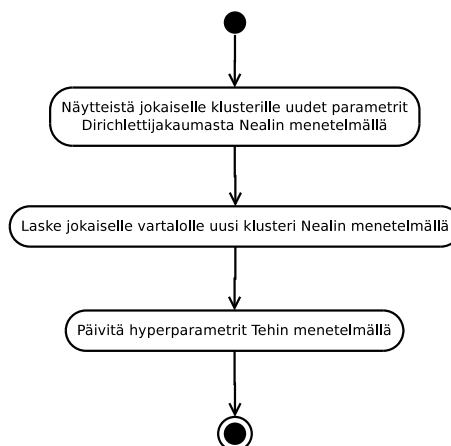 Näytteistä jokaiselle klusterille uudet parametrit
Dirichlettijakaumasta Nealin menetelmällä
Laske jokaiselle vartalolle uusi klusteri Nealin menetelmällä
Päivitä hyperparametrit Tehin menetelmällä